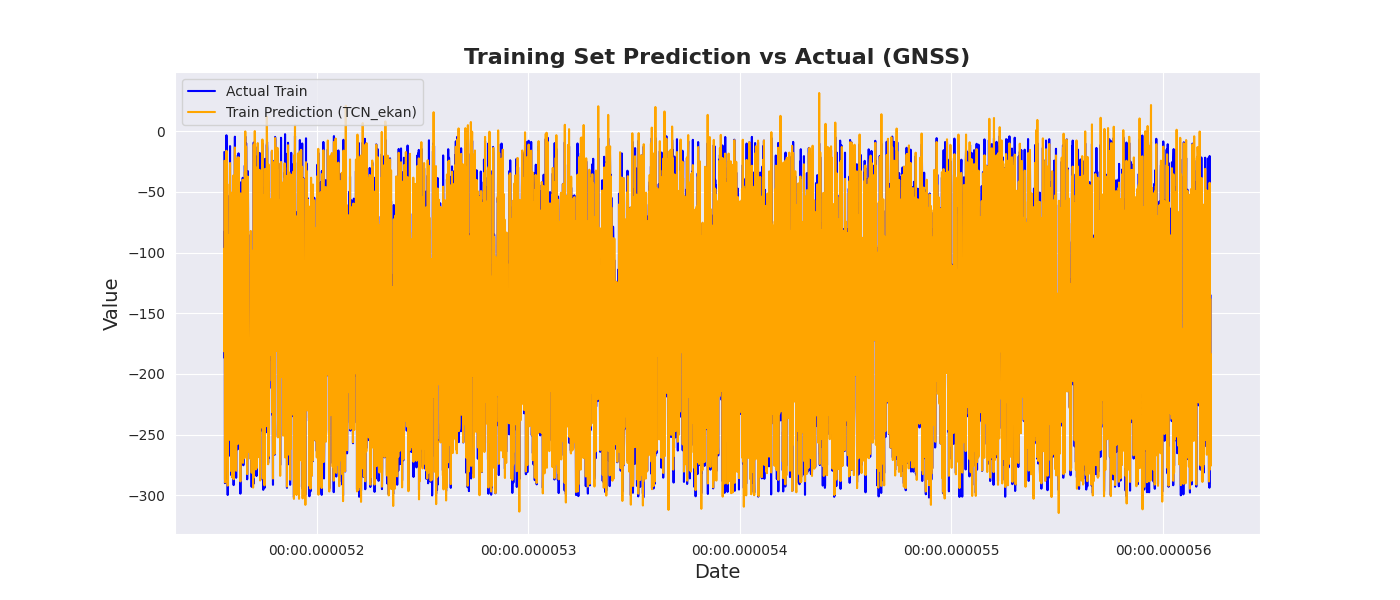 Training Set Prediction vs Actual (GNSS)
Actual Train
Train Prediction (TCN_ekan)
Value
0
−50
−100
−150
−200
−250
−300
00:00.000052 00:00.000053 00:00.000054 00:00.000055 00:00.000056
Date